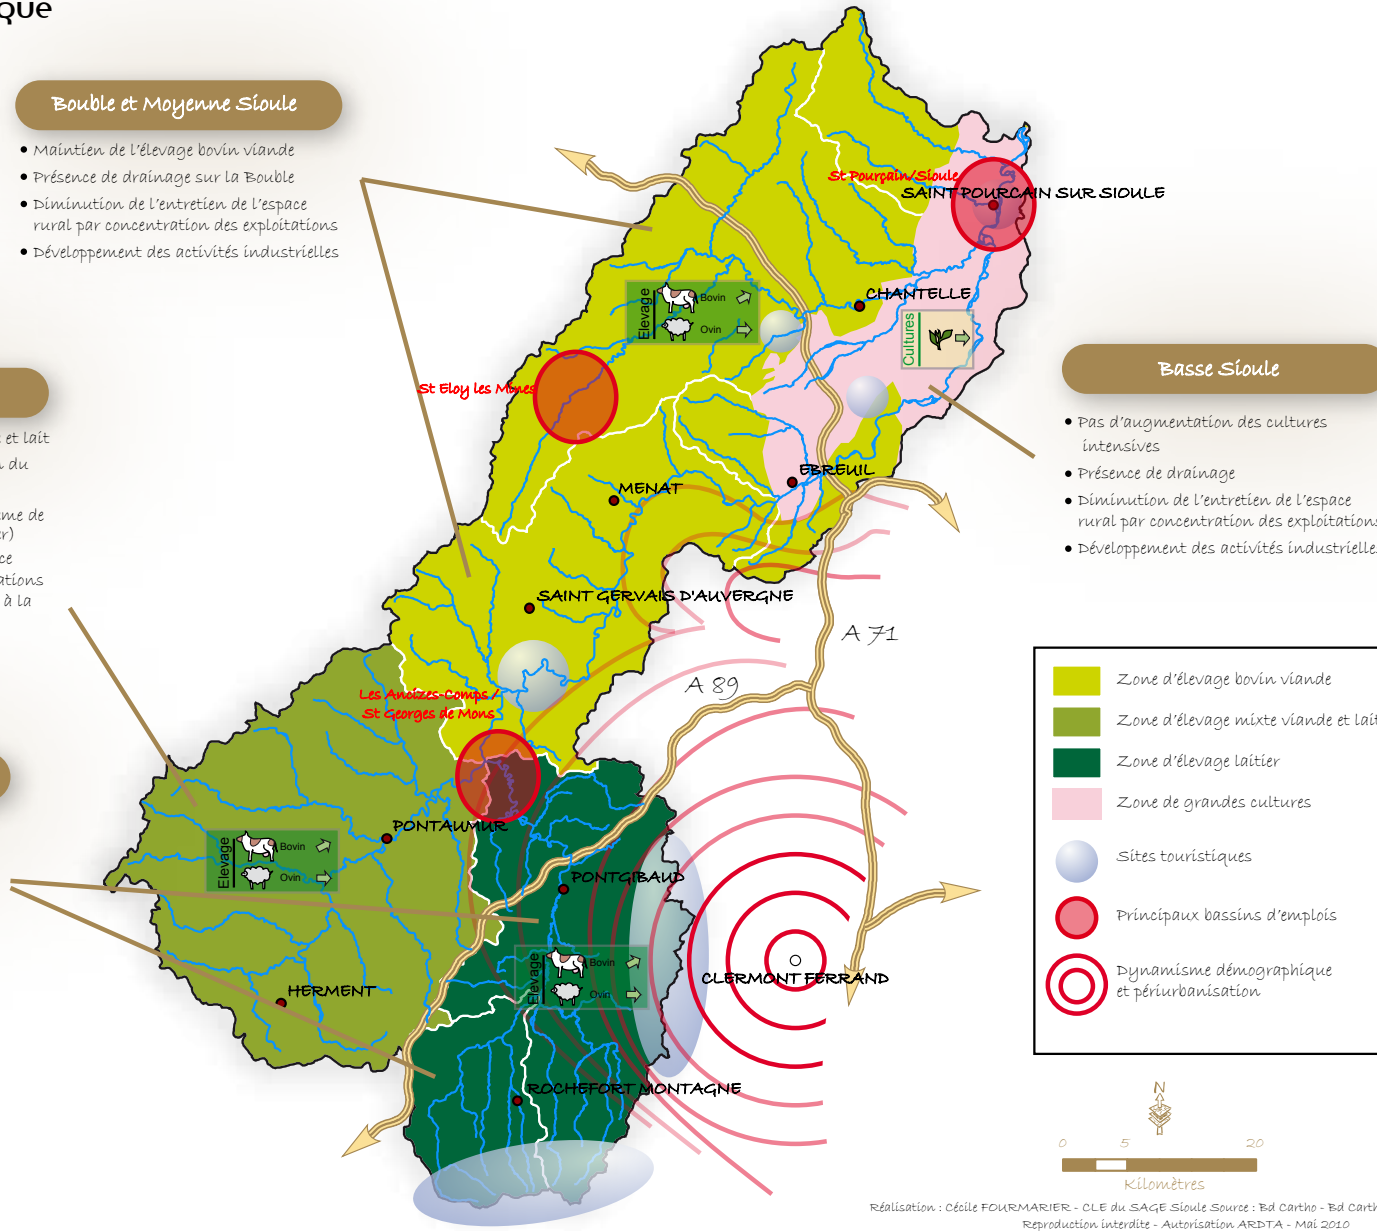 que
Bouble et Moyenne Sioule
• Maintien de l'élevage bovin viande
• Présence de drainage sur la Bouble
• Diminution de l'entretien de l'espace
rural par concentration des exploitations
• Développement des activités industrielles
et lait
du
me de
r)
ce
ations
à la
St Pourçain/Sioule
SAINT POURCAIN SUR SIOULE
CHANTELLE
Elevage
Bovin
Ovin
Cultures
St Eloy les Mines
EBREUIL
MENAT
SAINT GERVAIS D'AUVERGNE
A 71
A 89
Les Ancizes-Comps /
St Georges de Mons
PONTAUMUR
Elevage
Bovin
Ovin
PONTGIBAUD
Elevage
Bovin
Ovin
CLERMONT FERRAND
HERMENT
ROCHEFORT MONTAGNE
Basse Sioule
• Pas d'augmentation des cultures
intensives
• Présence de drainage
• Diminution de l'entretien de l'espace
rural par concentration des exploitations
• Développement des activités industrielle
Zone d'élevage bovin viande
Zone d'élevage mixte viande et lait
Zone d'élevage laitier
Zone de grandes cultures
Sites touristiques
Principaux bassins d'emplois
Dynamisme démographique
et périurbanisation
N
0 5 20
Kilomètres
Réalisation : Cécile FOURMARIER - CLE du SAGE Sioule Source : Bd Cartho - Bd Carth
Reproduction interdite - Autorisation ARDTA - Mai 2010